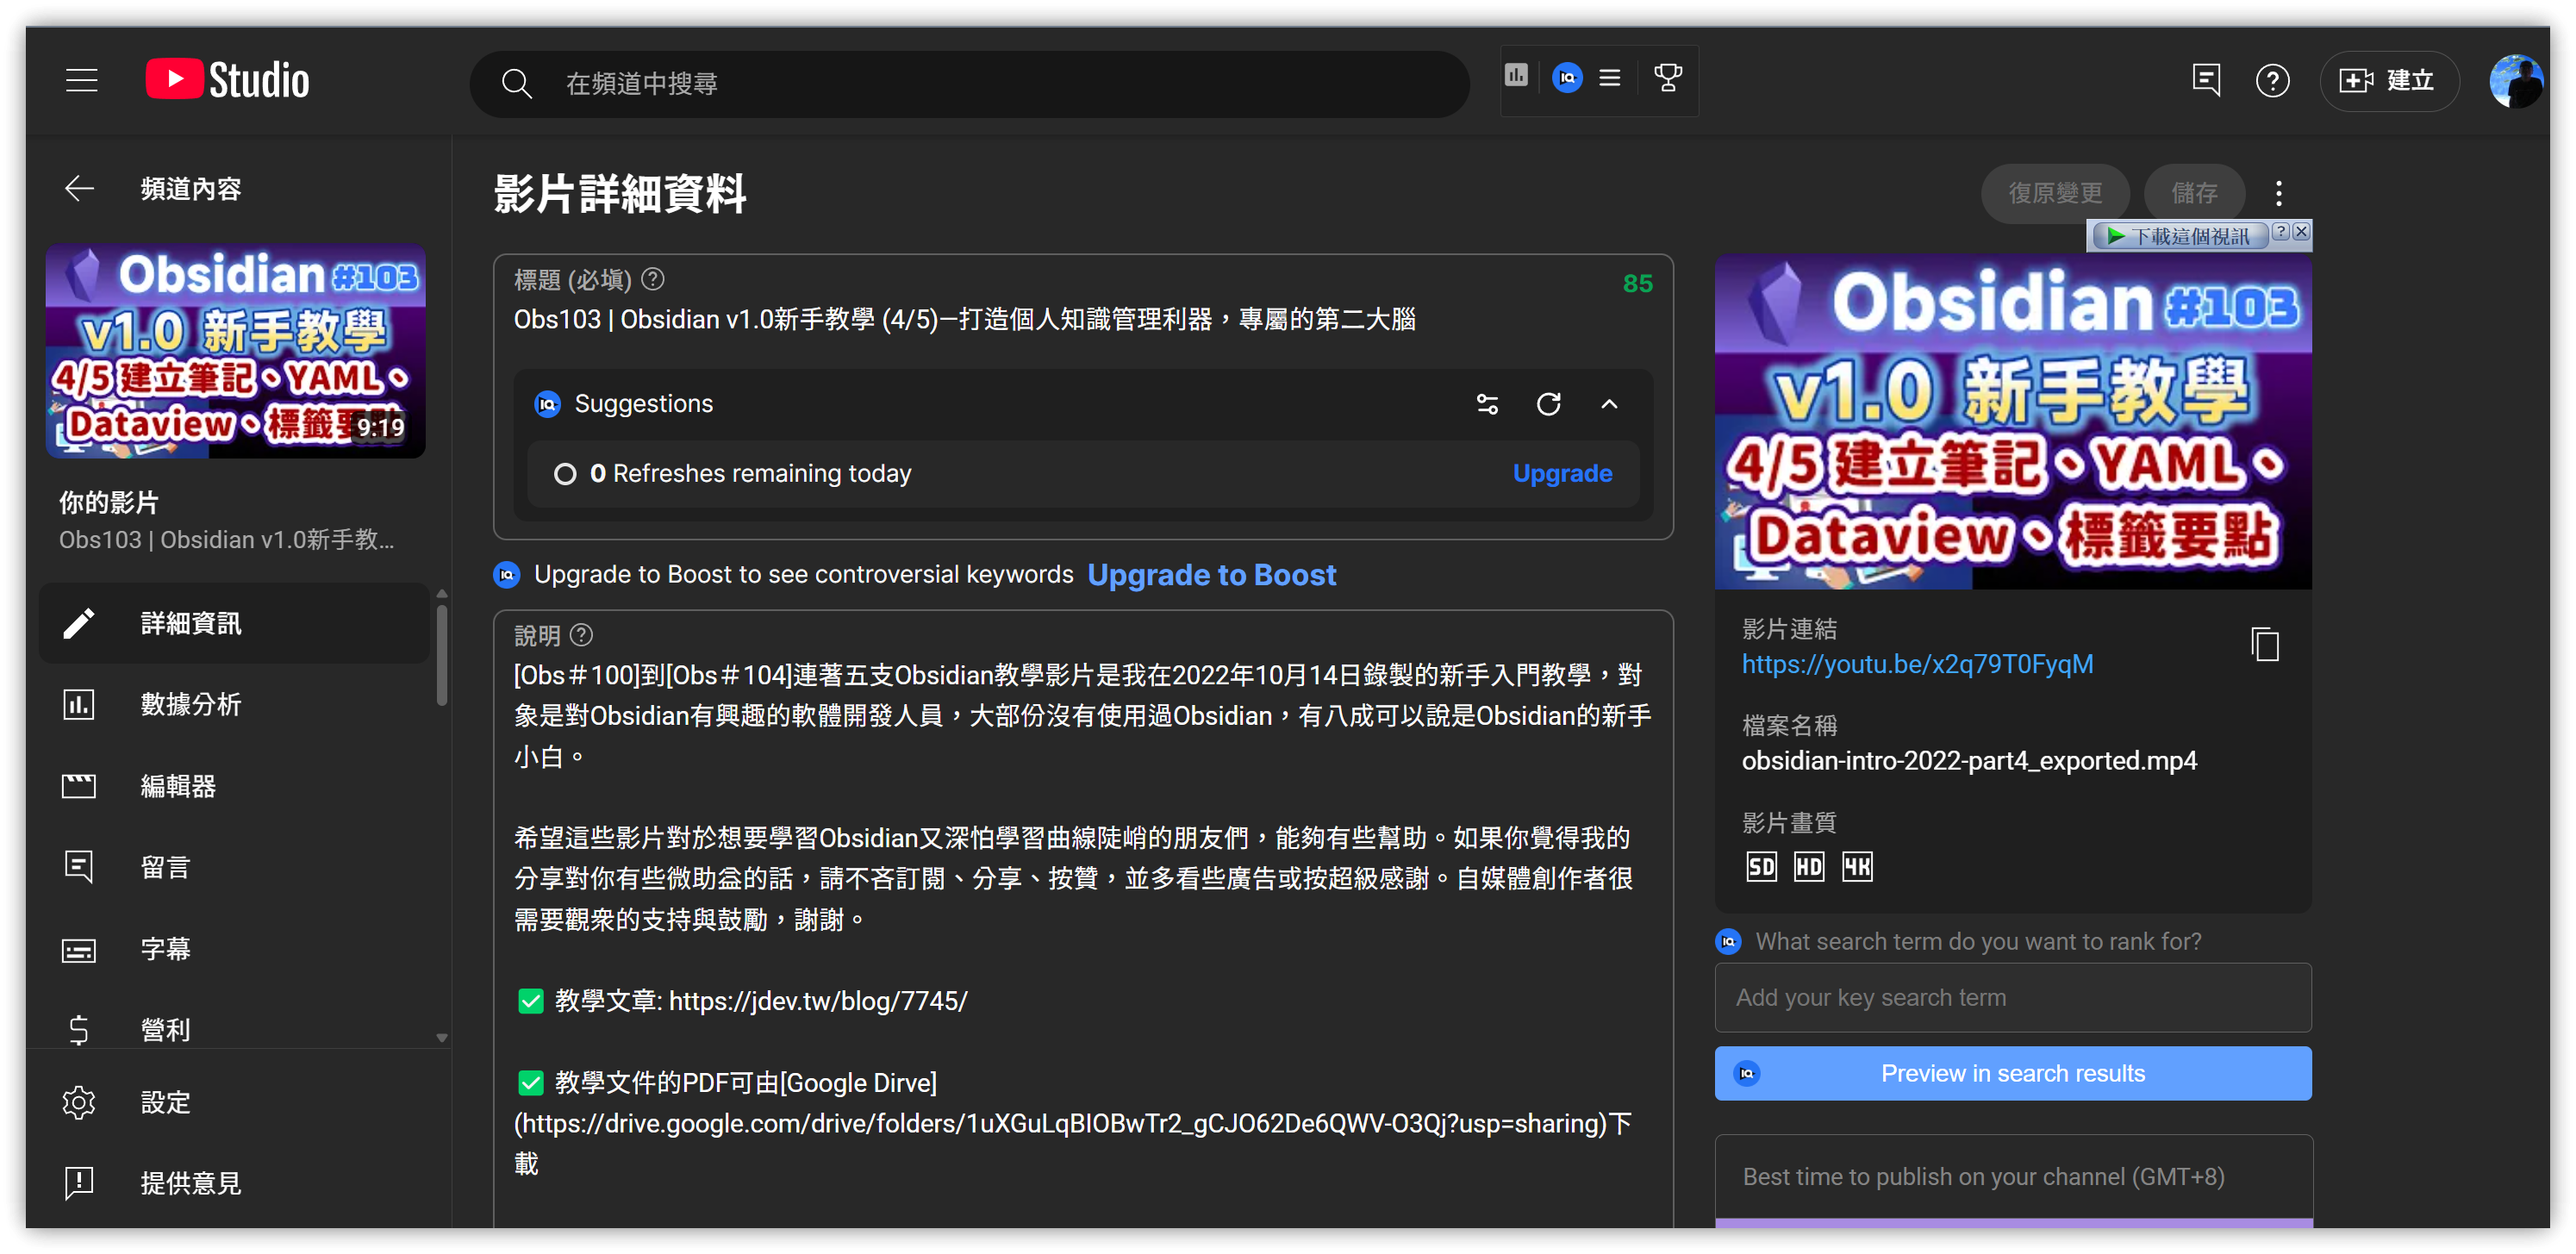 Studio
在頻道中搜尋
建立
頻道內容
Obsidian #103
v1.0 新手教學
4/5 建立筆記、YAML、
Dataview、標籤要點
9:19
你的影片
Obs103 | Obsidian v1.0新手教...
詳細資訊
數據分析
編輯器
留言
字幕
營利
設定
提供意見
影片詳細資料
復原變更
儲存
標題 (必填)
85
Obs103 | Obsidian v1.0新手教學 (4/5)—打造個人知識管理利器，專屬的第二大腦
Suggestions
0 Refreshes remaining today
Upgrade
Upgrade to Boost to see controversial keywords Upgrade to Boost
說明
[Obs＃100]到[Obs＃104]連著五支Obsidian教學影片是我在2022年10月14日錄製的新手入門教學，對
象是對Obsidian有興趣的軟體開發人員，大部份沒有使用過Obsidian，有八成可以說是Obsidian的新手
小白。
希望這些影片對於想要學習Obsidian又深怕學習曲線陡峭的朋友們，能夠有些幫助。如果你覺得我的
分享對你有些微助益的話，請不吝訂閱、分享、按贊，並多看些廣告或按超級感謝。自媒體創作者很
需要觀眾的支持與鼓勵，謝謝。
✅ 教學文章: https://jdev.tw/blog/7745/
✅ 教學文件的PDF可由[Google Dirve]
(https://drive.google.com/drive/folders/1uXGuLqBIOBwTr2_gCJO62De6QWV-O3Qj?usp=sharing)下
載
下載這個視訊
Obsidian #103
v1.0 新手教學
4/5 建立筆記、YAML、
Dataview、標籤要點
影片連結
https://youtu.be/x2q79T0FyqM
檔案名稱
obsidian-intro-2022-part4_exported.mp4
影片畫質
SD HD 4K
What search term do you want to rank for?
Add your key search term
Preview in search results
Best time to publish on your channel (GMT+8)